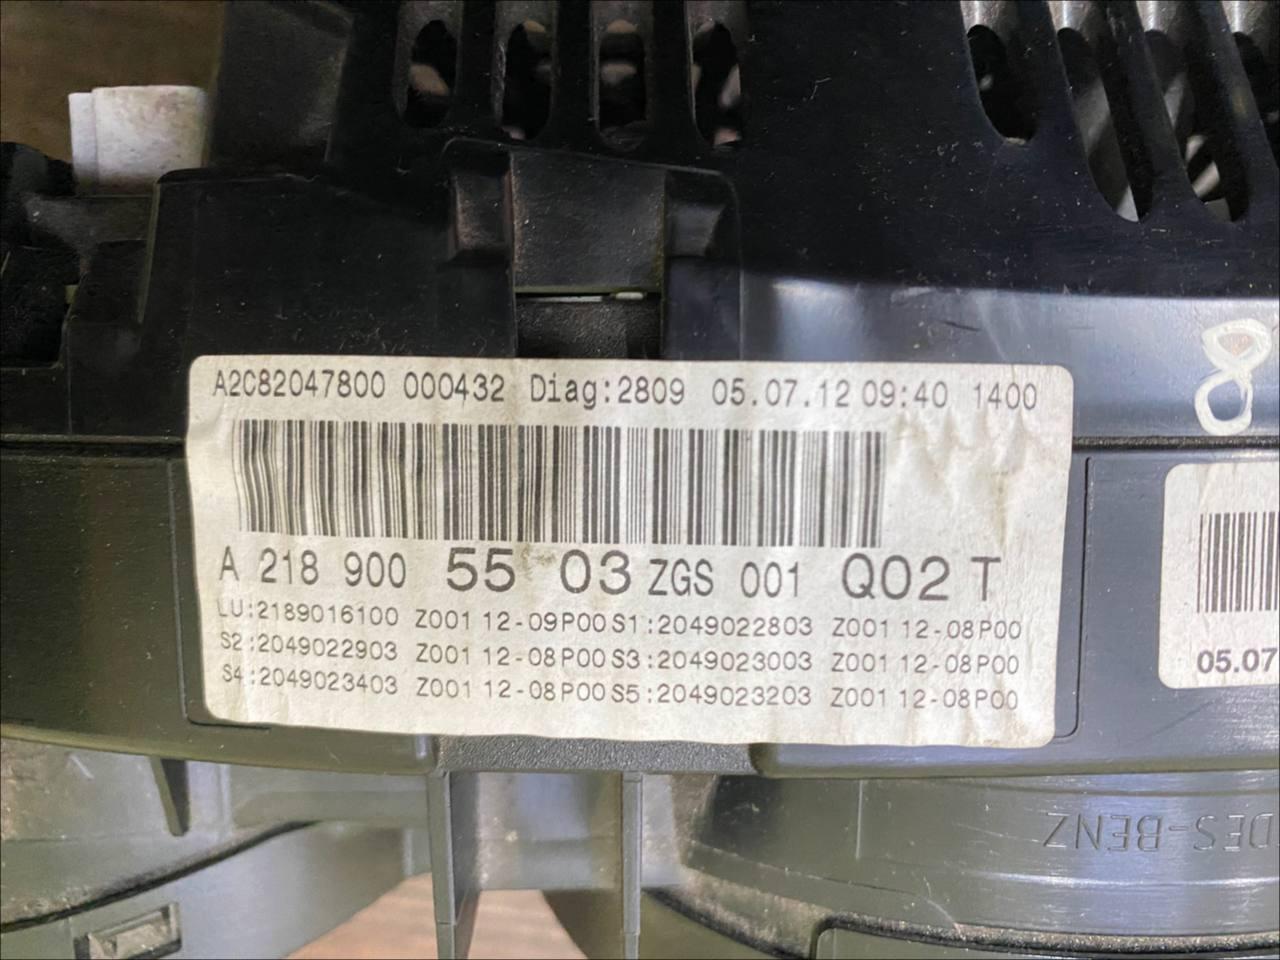 A2C82047800 000432 Diag:2809 05.07.12 09:40 1400
A 218 900 55 03 ZGS 001 Q02 T
LU:2189016100 Z001 12-09P00 S1:2049022803 Z001 12-08P00
S2:2049022903 Z001 12-08P00 S3:2049023003 Z001 12-08P00
S4:2049023403 Z001 12-08P00 S5:2049023203 Z001 12-08P00
8
05.07
DES-BENZ